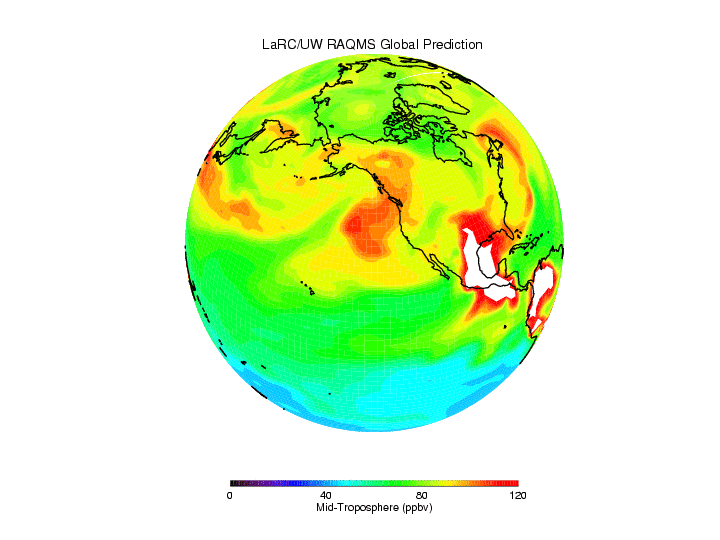 LaRC/UW RAQMS Global Prediction
0 40 80 120
Mid-Troposphere (ppbv)